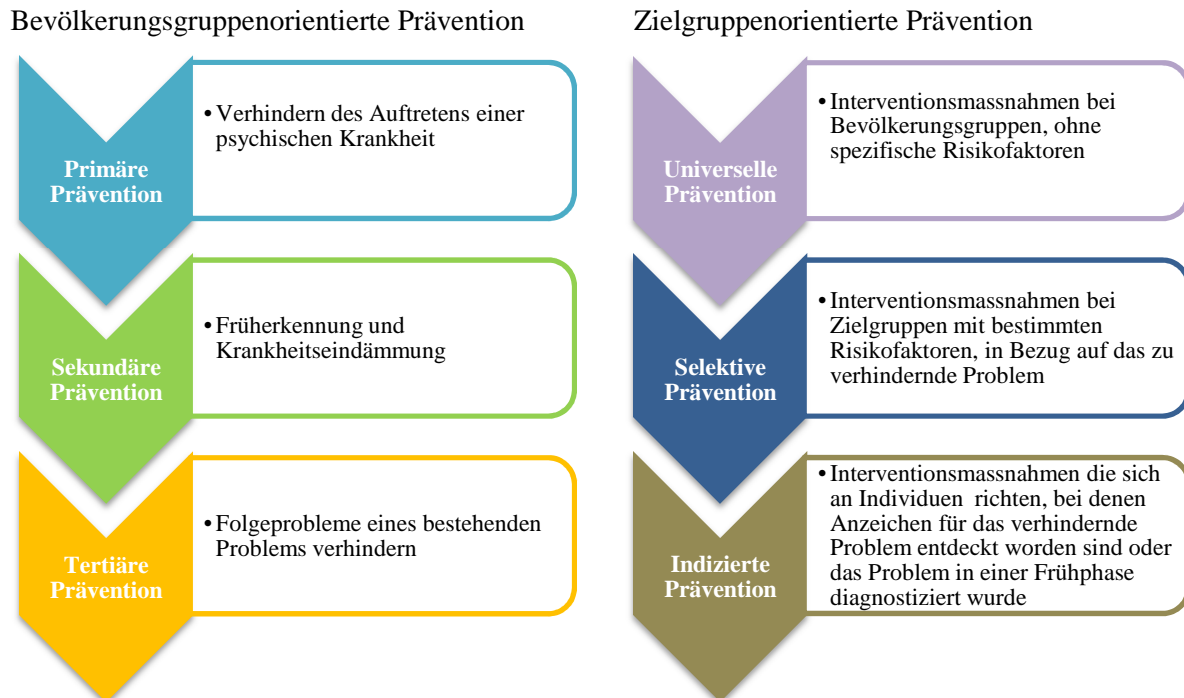 Bevölkerungsgruppenorientierte Prävention
Primäre
Prävention
• Verhindern des Auftretens einer
psychischen Krankheit
Sekundäre
Prävention
• Früherkennung und
Krankheitseindämmung
Tertiäre
Prävention
• Folgeprobleme eines bestehenden
Problems verhindern
Zielgruppenorientierte Prävention
Universelle
Prävention
• Interventionsmassnahmen bei
Bevölkerungsgruppen, ohne
spezifische Risikofaktoren
Selektive
Prävention
• Interventionsmassnahmen bei
Zielgruppen mit bestimmten
Risikofaktoren, in Bezug auf das zu
verhindernde Problem
Indizierte
Prävention
• Interventionsmassnahmen die sich
an Individuen richten, bei denen
Anzeichen für das verhindernde
Problem entdeckt worden sind oder
das Problem in einer Frühphase
diagnostiziert wurde